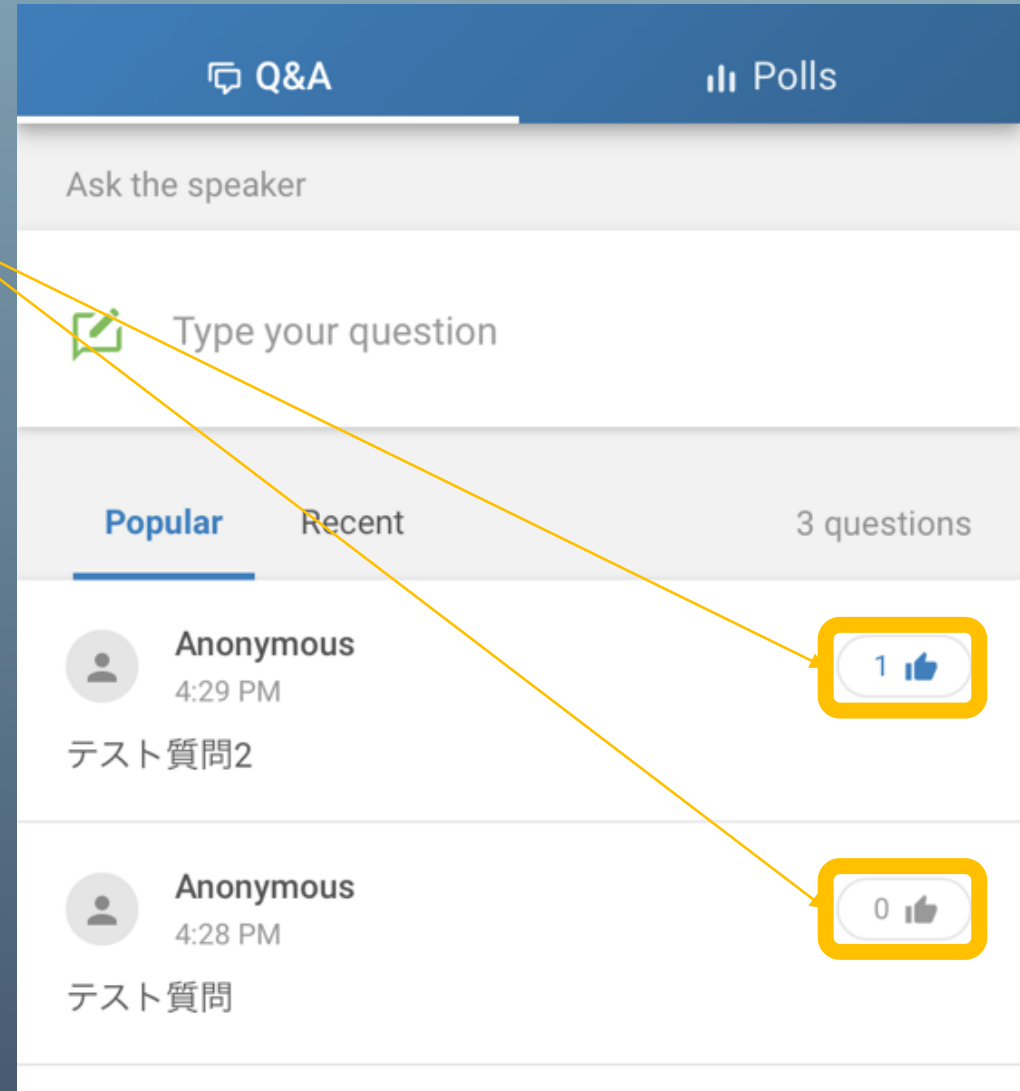 Q&A
Polls
Ask the speaker
Type your question
Popular
Recent
3 questions
Anonymous
4:29 PM
1
テスト質問2
Anonymous
4:28 PM
0
テスト質問